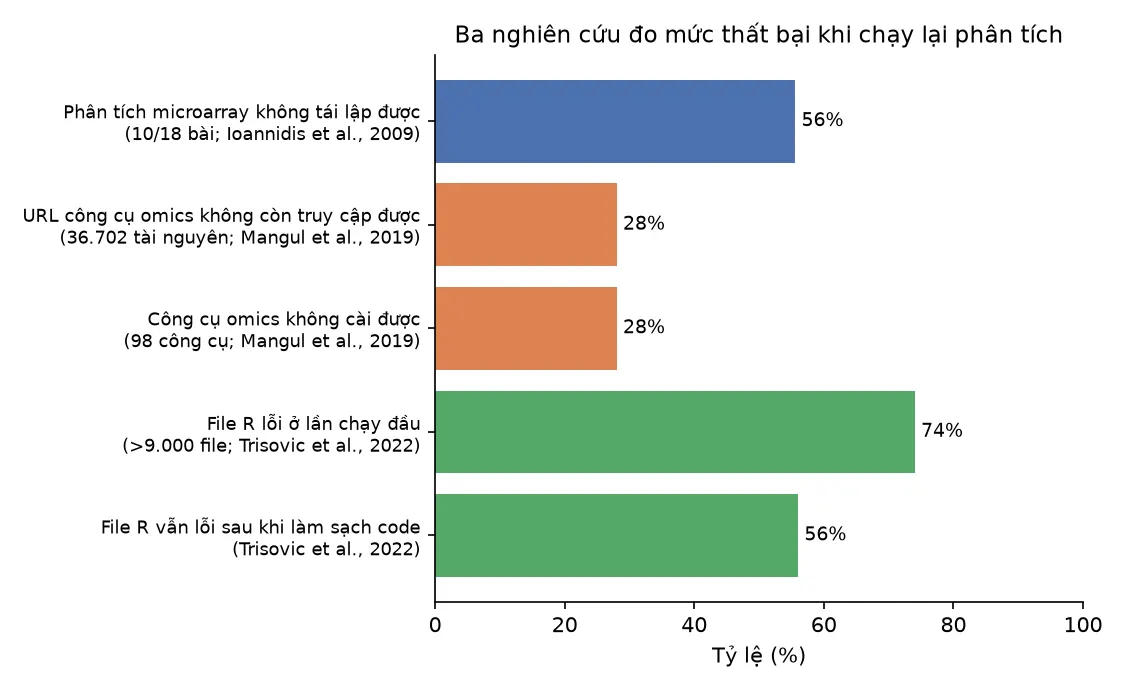 Ba nghiên cứu đo mức thất bại khi chạy lại phân tích
Phân tích microarray không tái lập được
(10/18 bài; Ioannidis et al., 2009)
56%
URL công cụ omics không còn truy cập được
(36.702 tài nguyên; Mangul et al., 2019)
28%
Công cụ omics không cài được
(98 công cụ; Mangul et al., 2019)
28%
File R lỗi ở lần chạy đầu
(>9.000 file; Trisovic et al., 2022)
74%
File R vẫn lỗi sau khi làm sạch code
(Trisovic et al., 2022)
56%
0 20 40 60 80 100
Tỷ lệ (%)